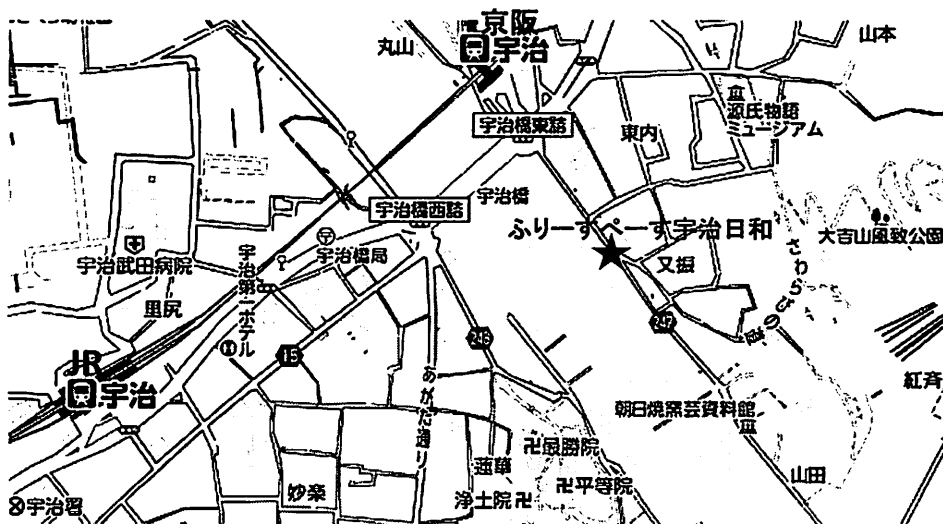 京阪
宇治
丸山
山本
源氏物語
ミュージアム
宇治橋東詰
東内
宇治橋
宇治橋西詰
ふりーすぺーす宇治日和
大吉山風致公園
さわらびの道
又振
宇治橋局
宇治武田病院
宇治第一ホテル
里尻
247
243
15
JR
宇治
あがた通り
紅斉
朝日焼窯芸資料館
山田
最勝院
蓮華
平等院
浄土院
妙楽
宇治署